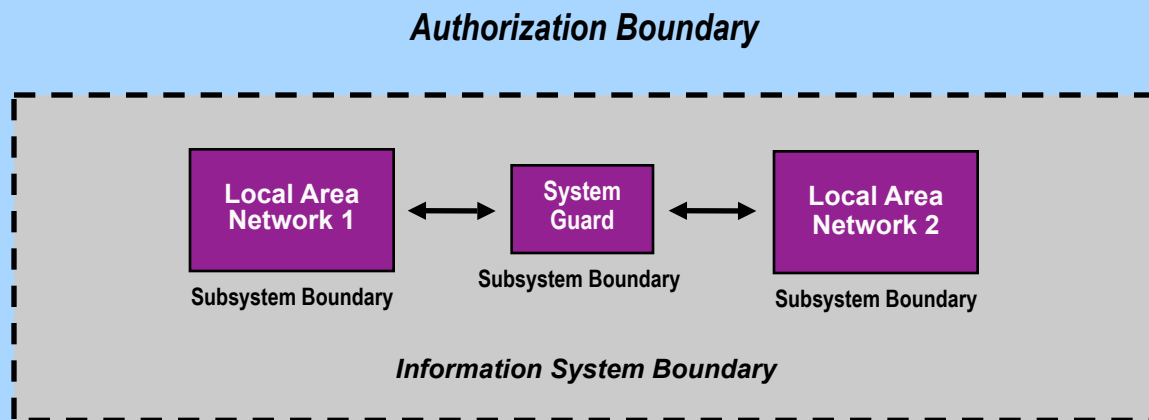 Authorization Boundary
Local Area
Network 1
System
Guard
Local Area
Network 2
Subsystem Boundary
Subsystem Boundary
Subsystem Boundary
Information System Boundary